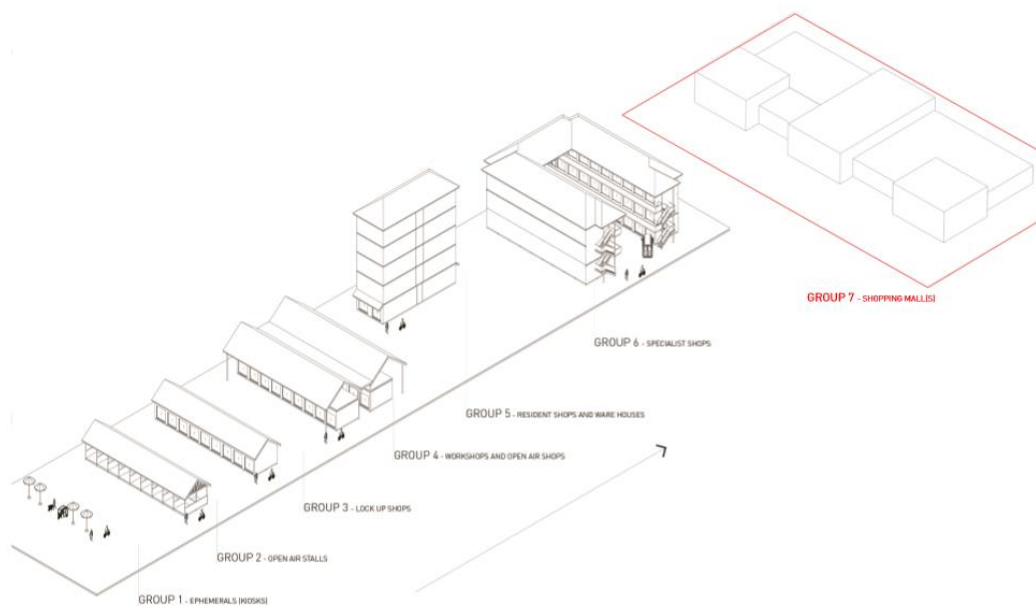 GROUP 7 - SHOPPING MALL(S)
GROUP 6 - SPECIALIST SHOPS
GROUP 5 - RESIDENT SHOPS AND WARE HOUSES
GROUP 4 - WORKSHOPS AND OPEN AIR SHOPS
GROUP 3 - LOCK UP SHOPS
GROUP 2 - OPEN AIR STALLS
GROUP 1 - EPHEMERALS (KIOSKS)